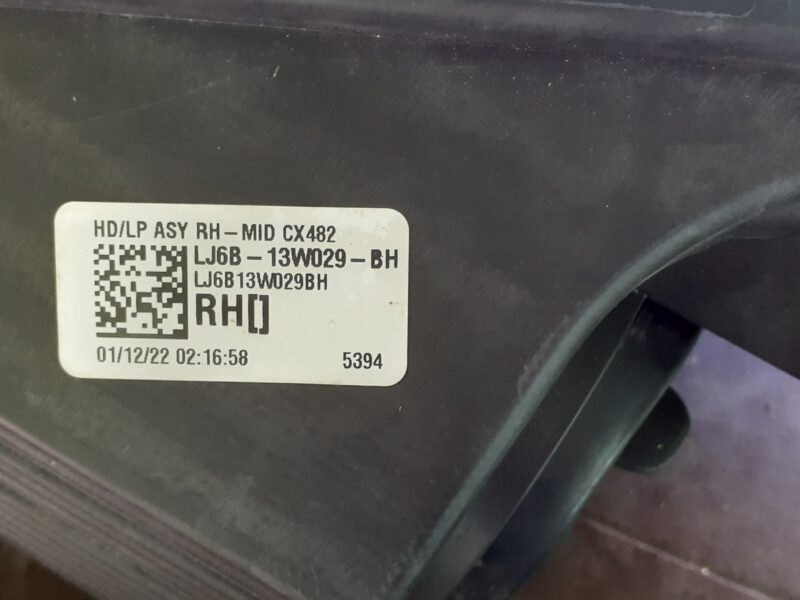 HD/LP ASY RH-MID CX482
LJ6B-13W029-BH
LJ6B13W029BH
RH[]
01/12/22 02:16:58 5394